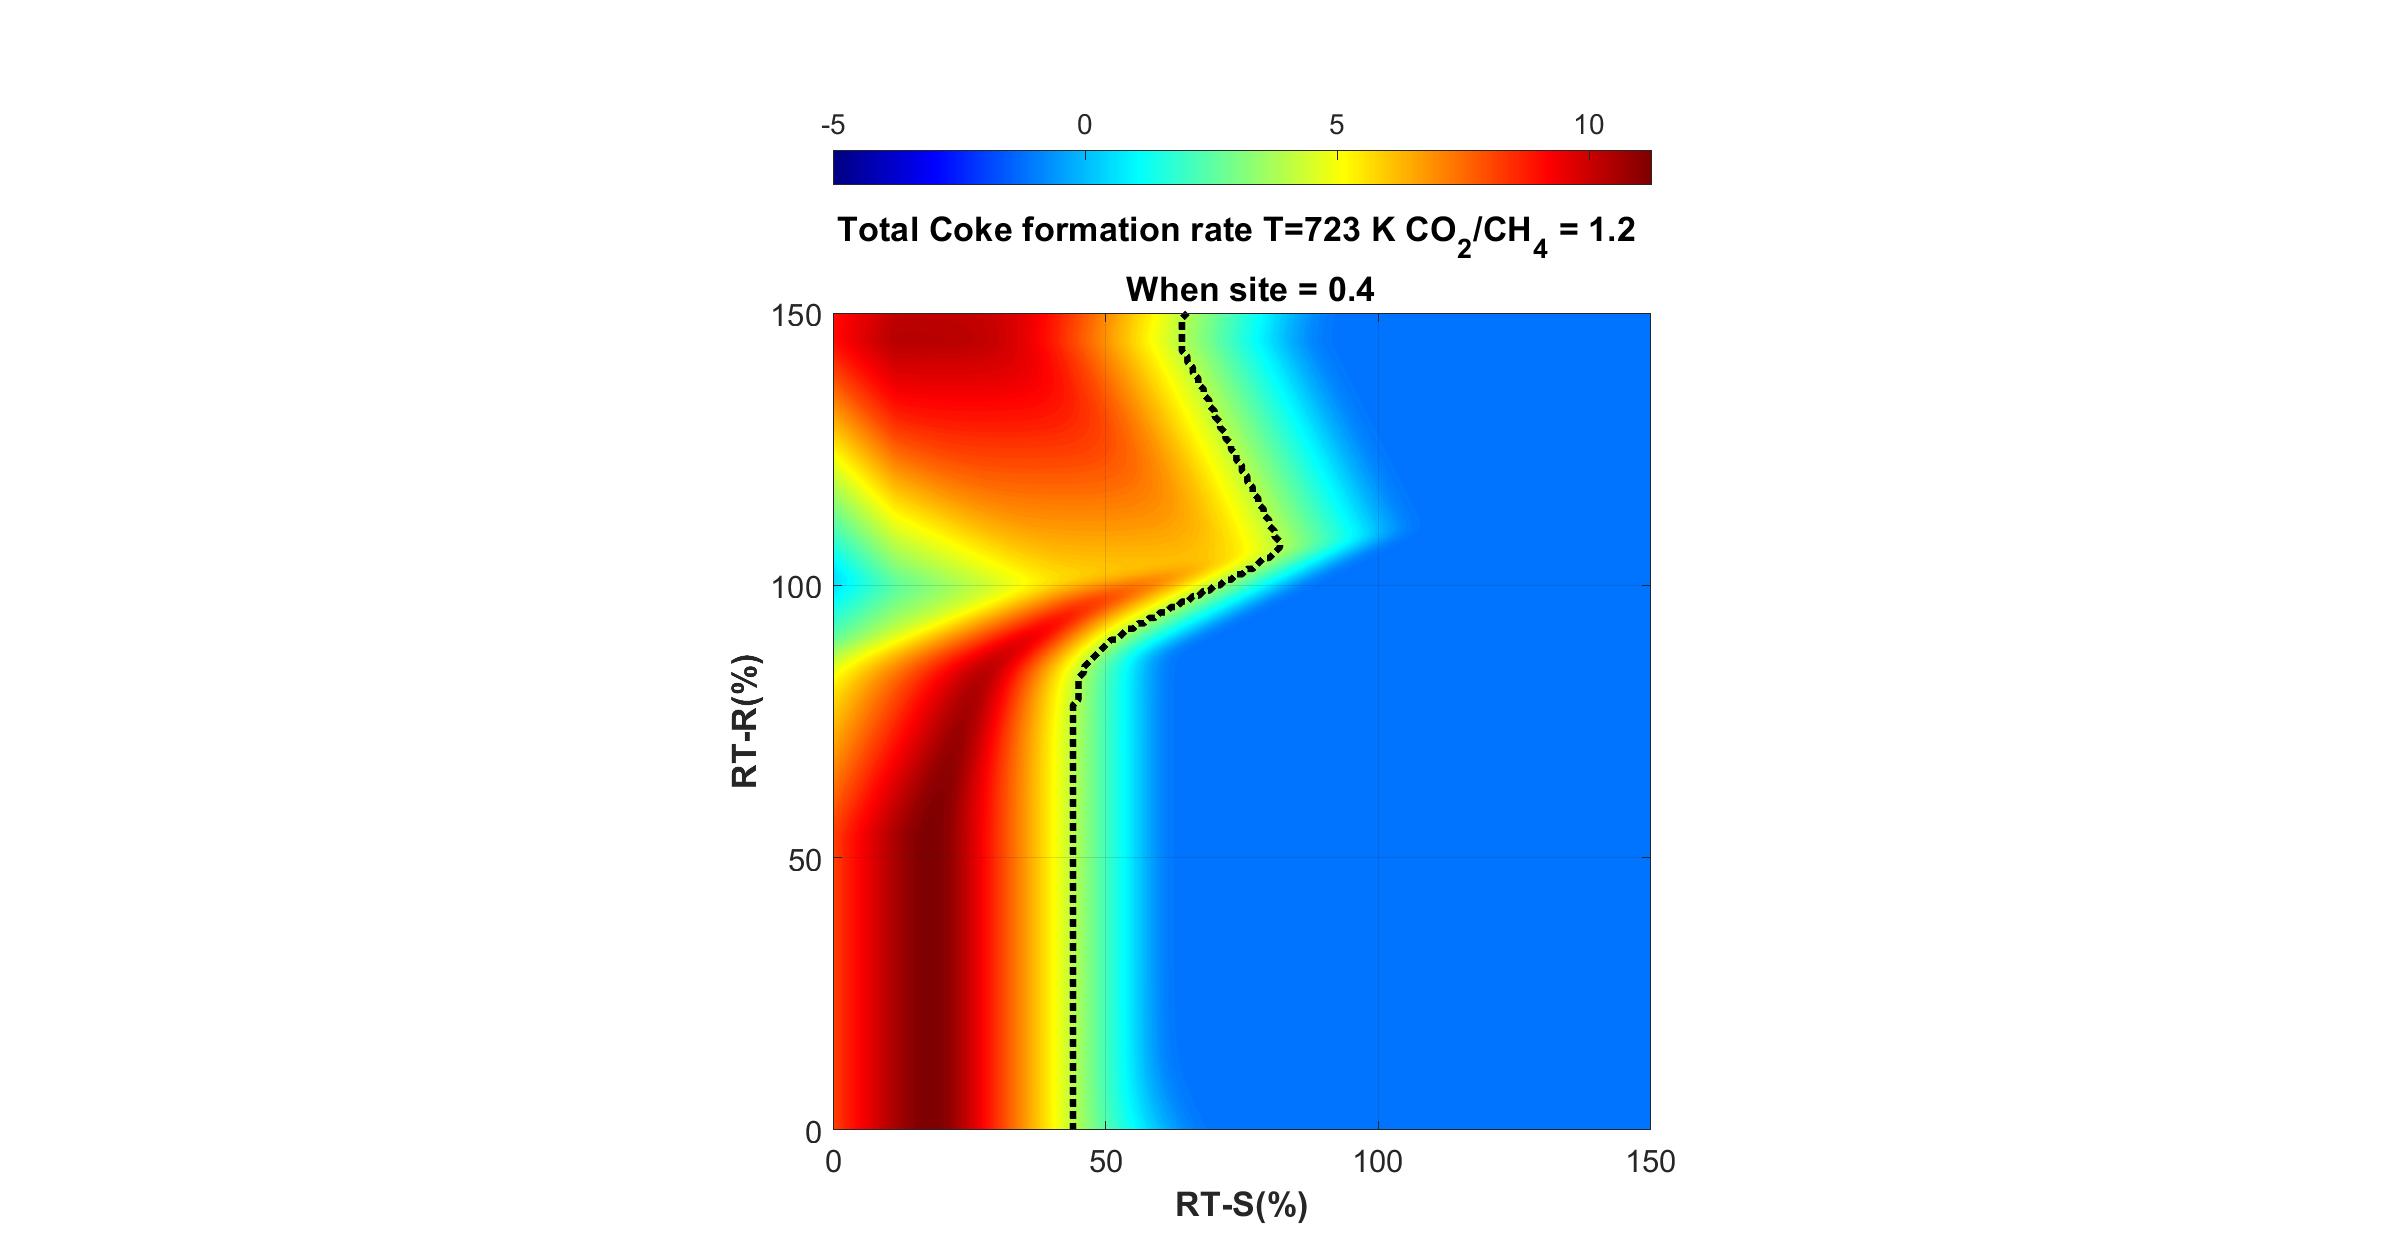 -5 0 5 10
Total Coke formation rate T=723 K CO₂/CH₄ = 1.2
When site = 0.4
150
100
50
0
RT-R(%)
0 50 100 150
RT-S(%)